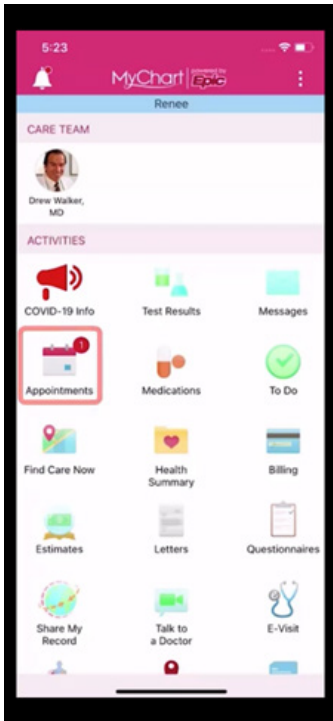 5:23
MyChart powered by Epic
Renee
CARE TEAM
Drew Walker,
MD
ACTIVITIES
COVID-19 Info
Test Results
Messages
1
Appointments
Medications
To Do
Find Care Now
Health
Summary
Billing
Estimates
Letters
Questionnaires
Share My
Record
Talk to
a Doctor
E-Visit